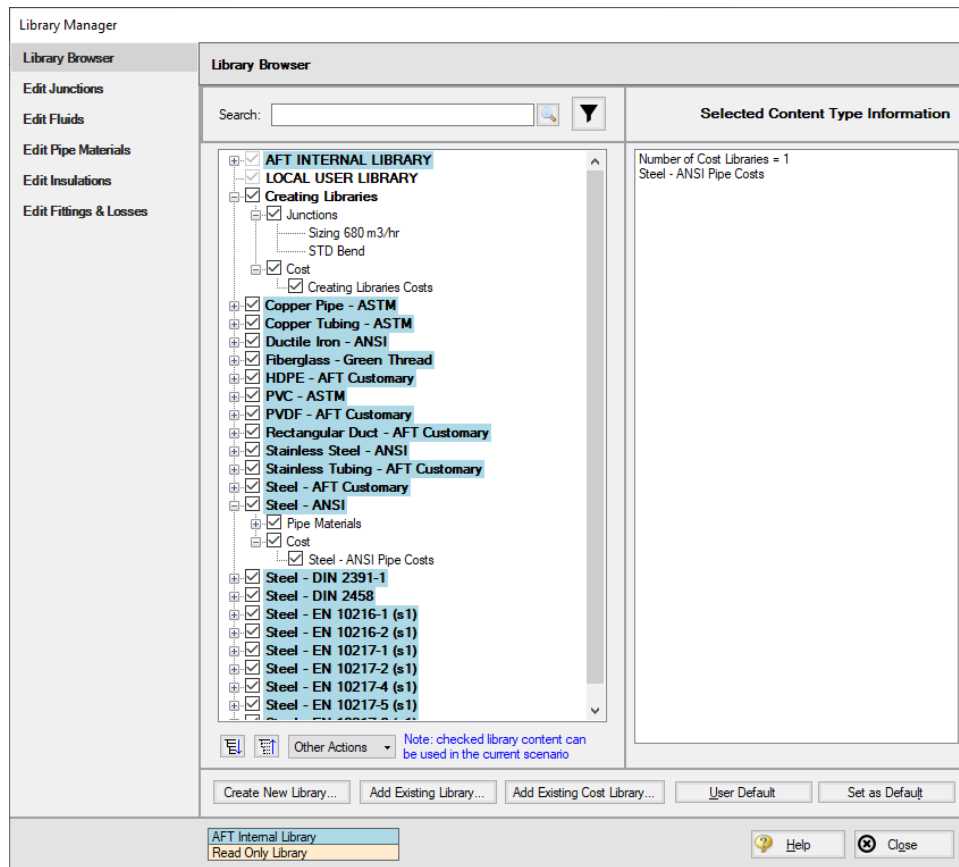 Library Manager
Library Browser
Edit Junctions
Edit Fluids
Edit Pipe Materials
Edit Insulations
Edit Fittings & Losses
Library Browser
Search:
Selected Content Type Information
AFT INTERNAL LIBRARY
LOCAL USER LIBRARY
Creating Libraries
Junctions
Sizing 680 m3/hr
STD Bend
Cost
Creating Libraries Costs
Copper Pipe - ASTM
Copper Tubing - ASTM
Ductile Iron - ANSI
Fiberglass - Green Thread
HDPE - AFT Customary
PVC - ASTM
PVDF - AFT Customary
Rectangular Duct - AFT Customary
Stainless Steel - ANSI
Stainless Tubing - AFT Customary
Steel - AFT Customary
Steel - ANSI
Pipe Materials
Cost
Steel - ANSI Pipe Costs
Steel - DIN 2391-1
Steel - DIN 2458
Steel - EN 10216-1 (s1)
Steel - EN 10216-2 (s1)
Steel - EN 10217-1 (s1)
Steel - EN 10217-2 (s1)
Steel - EN 10217-4 (s1)
Steel - EN 10217-5 (s1)
Number of Cost Libraries = 1
Steel - ANSI Pipe Costs
Other Actions
Note: checked library content can
be used in the current scenario
Create New Library...
Add Existing Library...
Add Existing Cost Library...
User Default
Set as Default
AFT Internal Library
Read Only Library
Help
Close